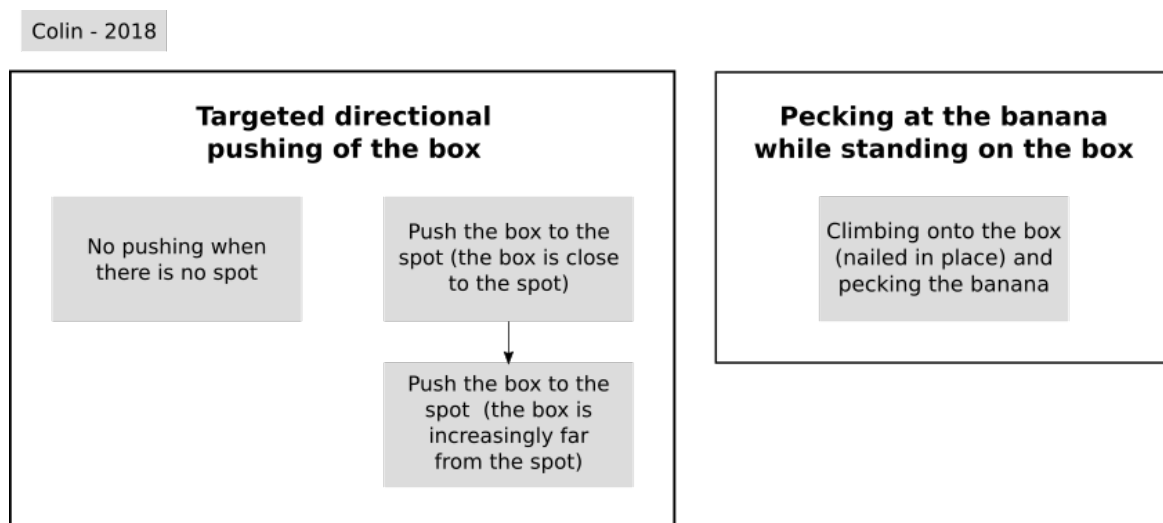 Colin - 2018
Targeted directional
pushing of the box
No pushing when
there is no spot
Push the box to the
spot (the box is close
to the spot)
Push the box to the
spot  (the box is
increasingly far
from the spot)
Pecking at the banana
while standing on the box
Climbing onto the box
(nailed in place) and
pecking the banana